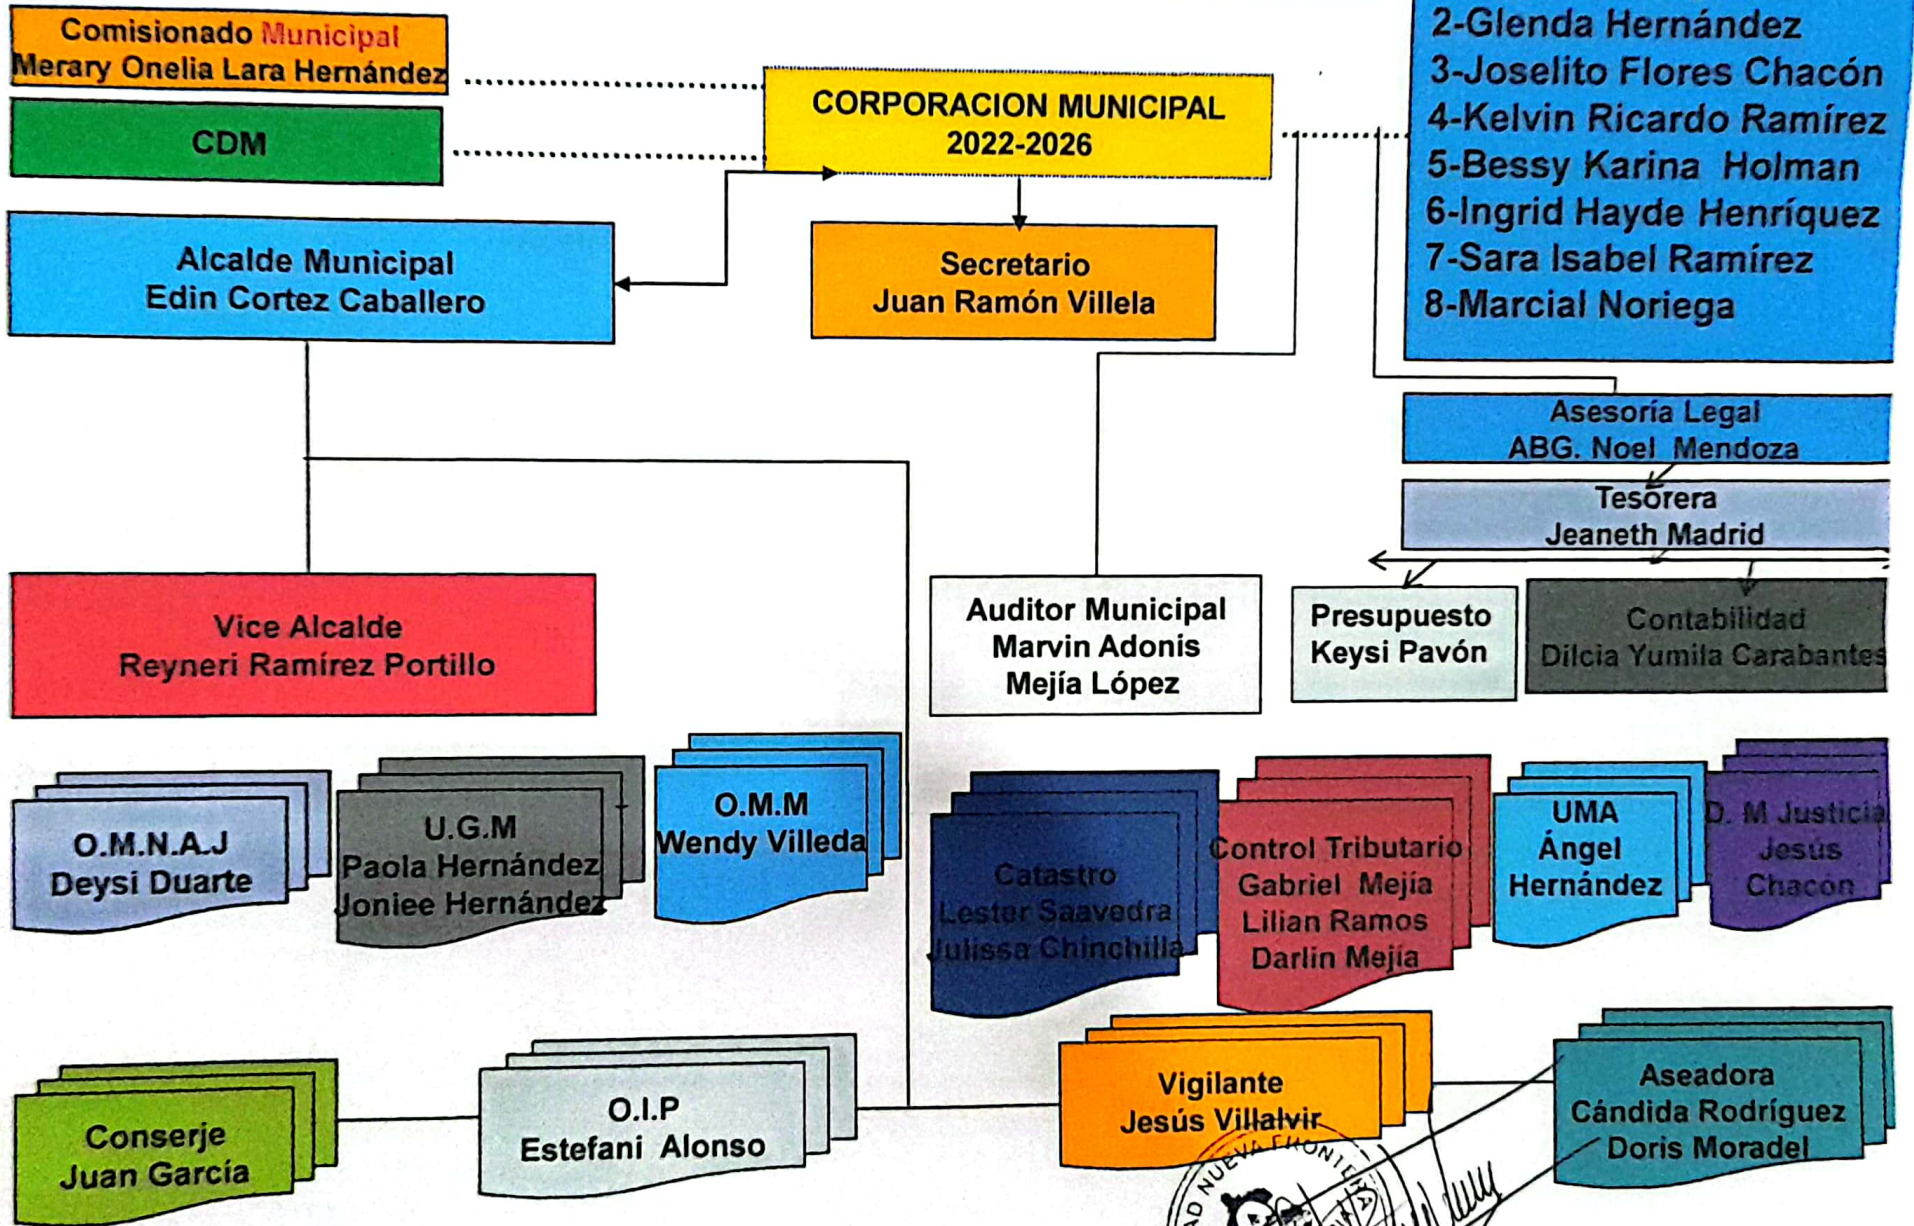 Comisionado Municipal
Merary Onelia Lara Hernández
CDM
CORPORACION MUNICIPAL
2022-2026
2-Glenda Hernández
3-Joselito Flores Chacón
4-Kelvin Ricardo Ramírez
5-Bessy Karina Holman
6-Ingrid Hayde Henríquez
7-Sara Isabel Ramírez
8-Marcial Noriega
Alcalde Municipal
Edin Cortez Caballero
Secretario
Juan Ramón Villela
Asesoría Legal
ABG. Noel Mendoza
Tesorera
Jeaneth Madrid
Vice Alcalde
Reyneri Ramírez Portillo
Auditor Municipal
Marvin Adonis
Mejía López
Presupuesto
Keysi Pavón
Contabilidad
Dilcia Yumila Carabantes
O.M.N.A.J
Deysi Duarte
U.G.M
Paola Hernández
Joniee Hernández
O.M.M
Wendy Villeda
Catastro
Lester Saavedra
Julissa Chinchilla
Control Tributario
Gabriel Mejía
Lilian Ramos
Darlin Mejía
UMA
Ángel
Hernández
D. M Justicia
Jesús
Chacón
Conserje
Juan García
O.I.P
Estefani Alonso
Vigilante
Jesús Villalvir
Aseadora
Cándida Rodríguez
Doris Moradel
NUEVA FRONTERA